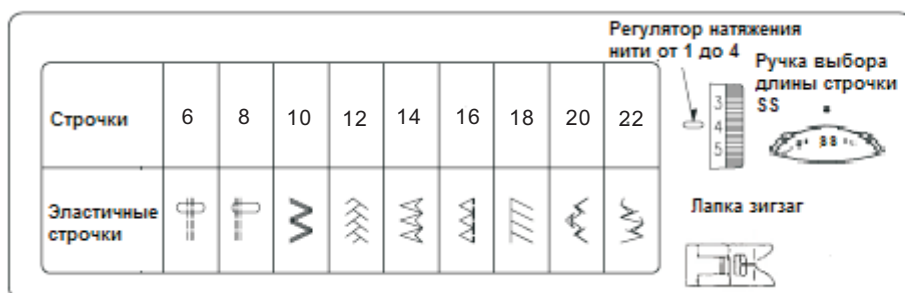 Регулятор натяжения
нити от 1 до 4
Ручка выбора
длины строчки
SS
Строчки 6 8 10 12 14 16 18 20 22
3
4
5
SS
Эластичные
строчки
Лапка зигзаг